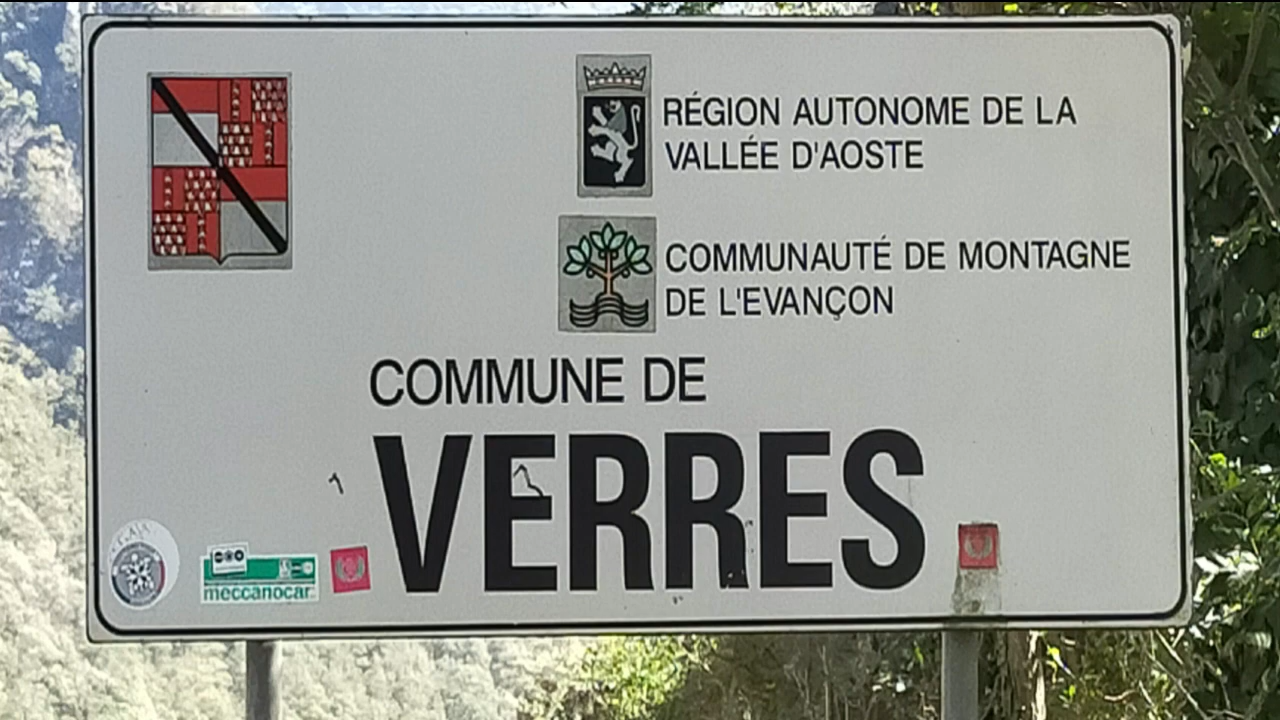 RÉGION AUTONOME DE LA
VALLÉE D'AOSTE
COMMUNAUTÉ DE MONTAGNE
DE L'EVANÇON
COMMUNE DE
VERRES
meccanocar